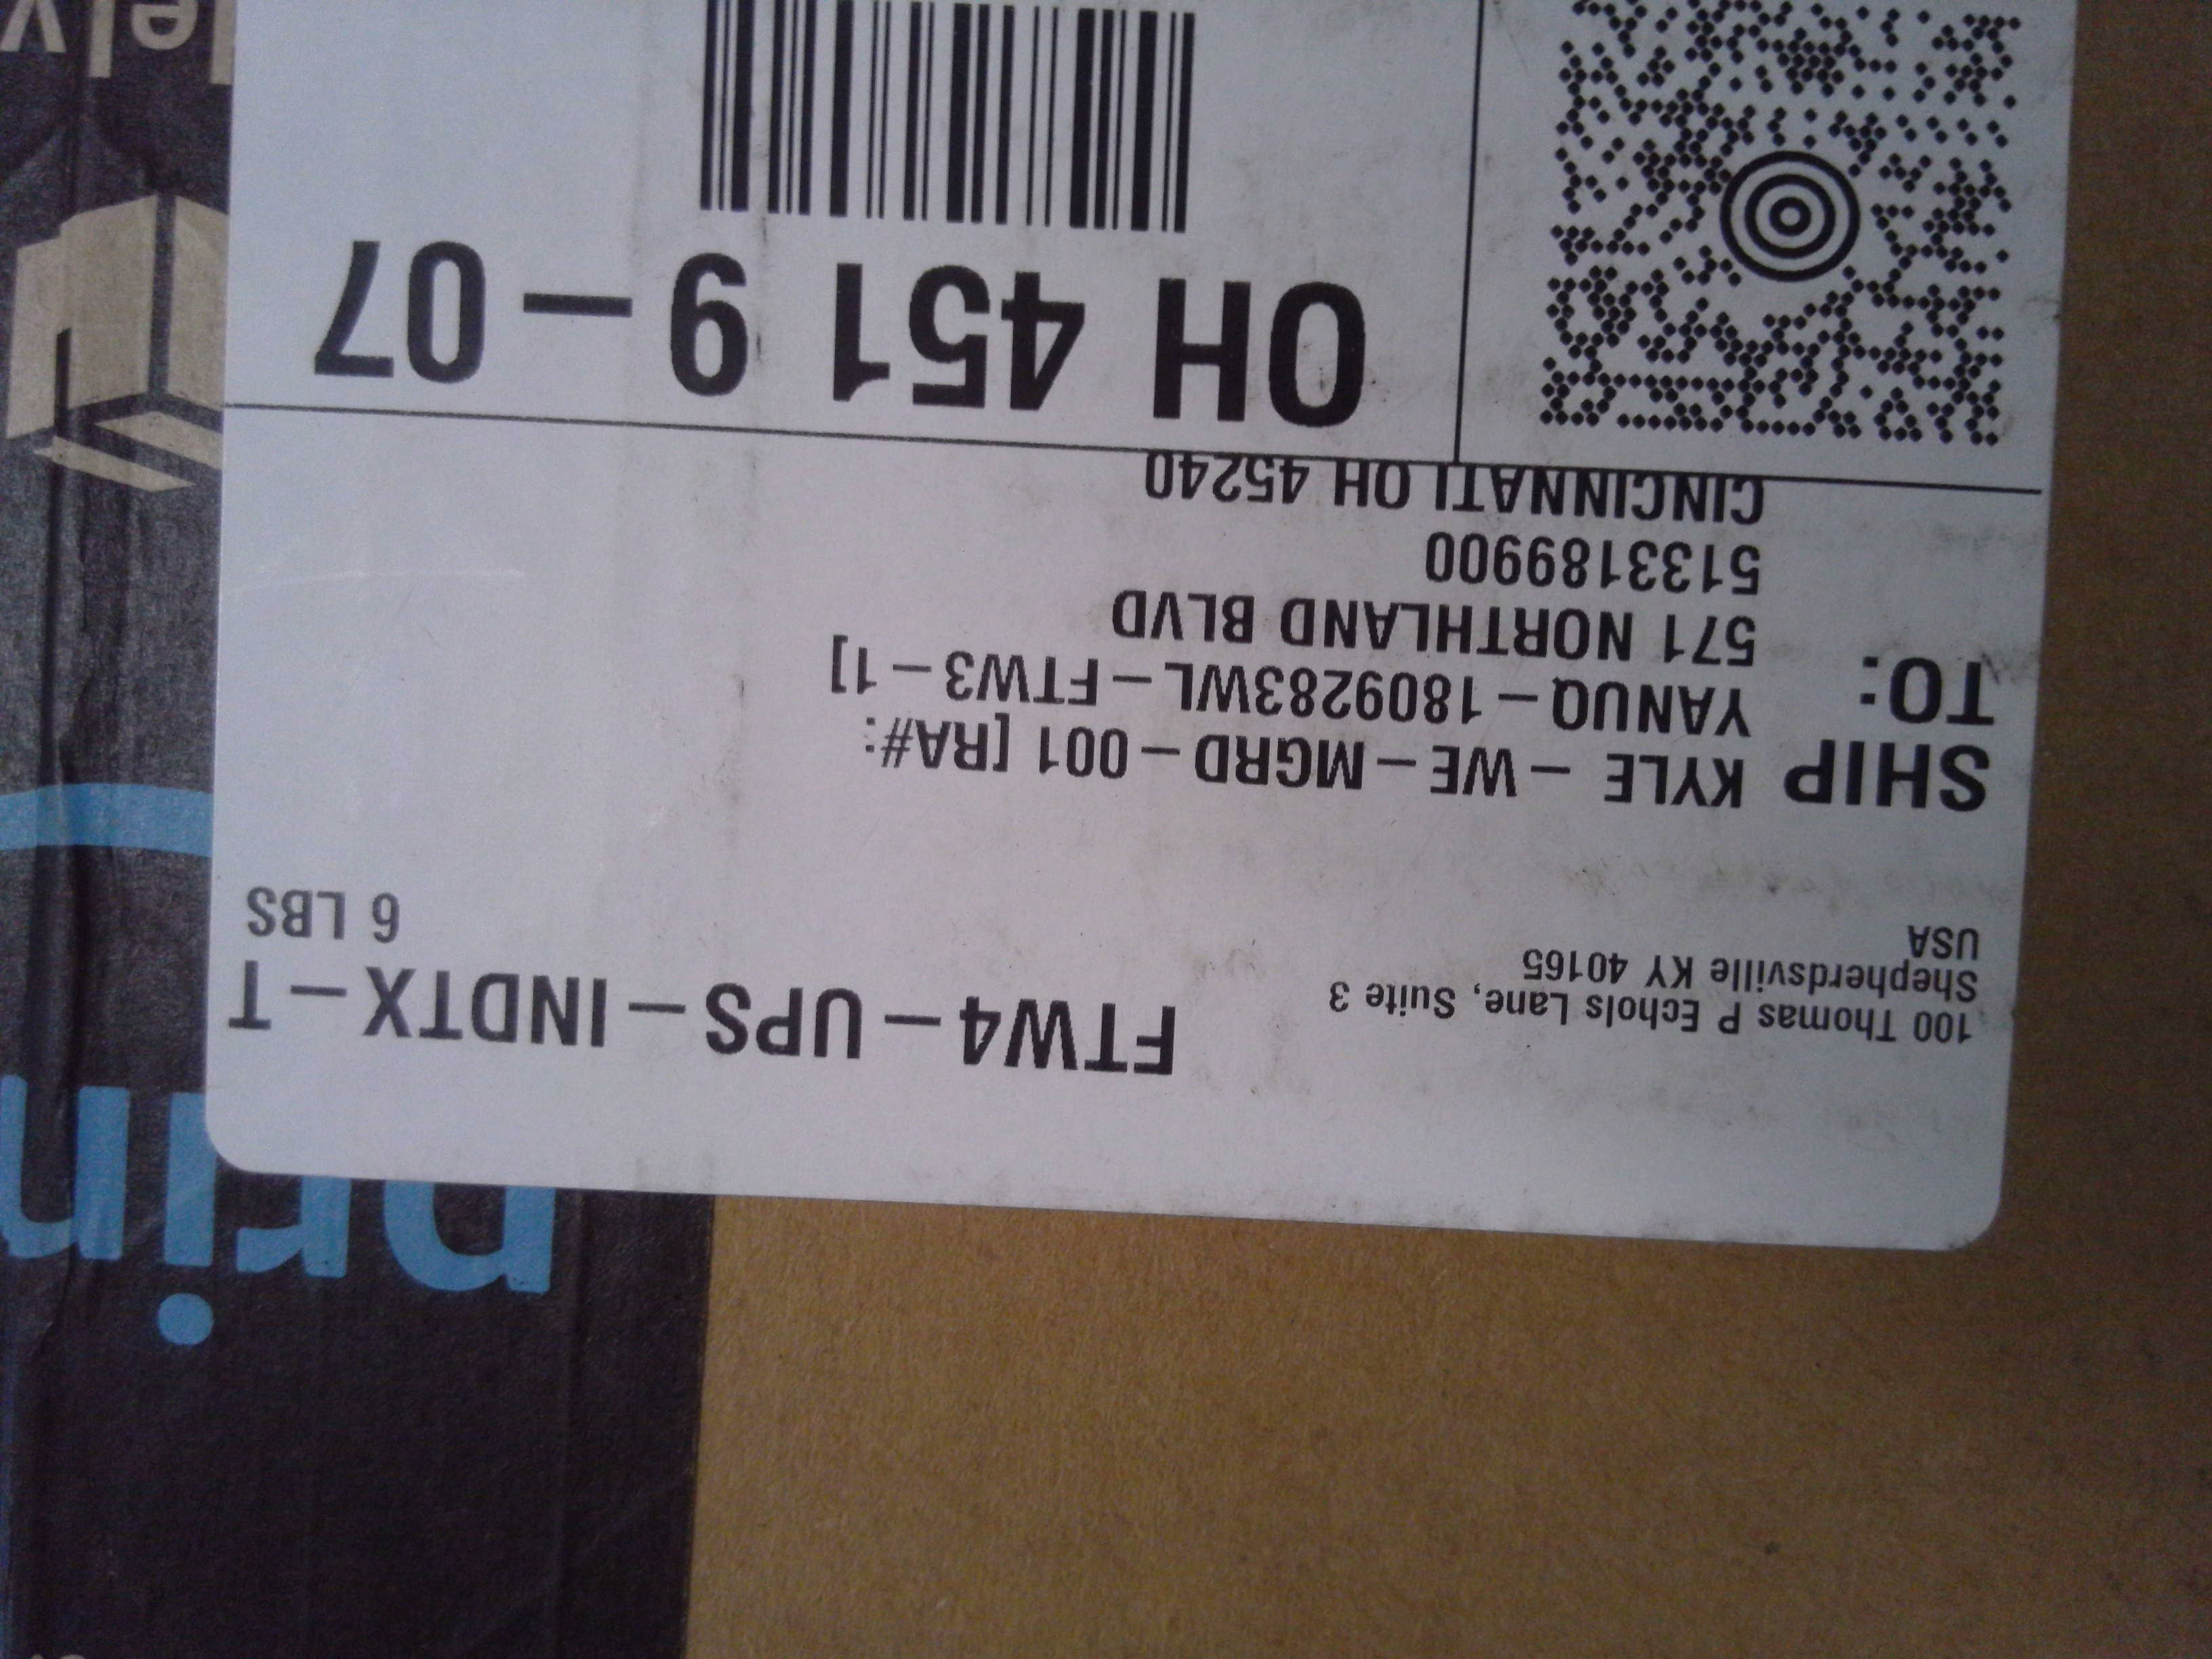 100 Thomas P Echols Lane, Suite 3
Shepherdsville KY 40165
USA
FTW4-UPS-INDTX-T
6 LBS
SHIP TO:
KYLE - WE-MGRD-001 [RA#:
YANUQ-1809283WL-FTW3-1]
571 NORTHLAND BLVD
5133189900
CINCINNATI OH 45240
OH 451 9-07